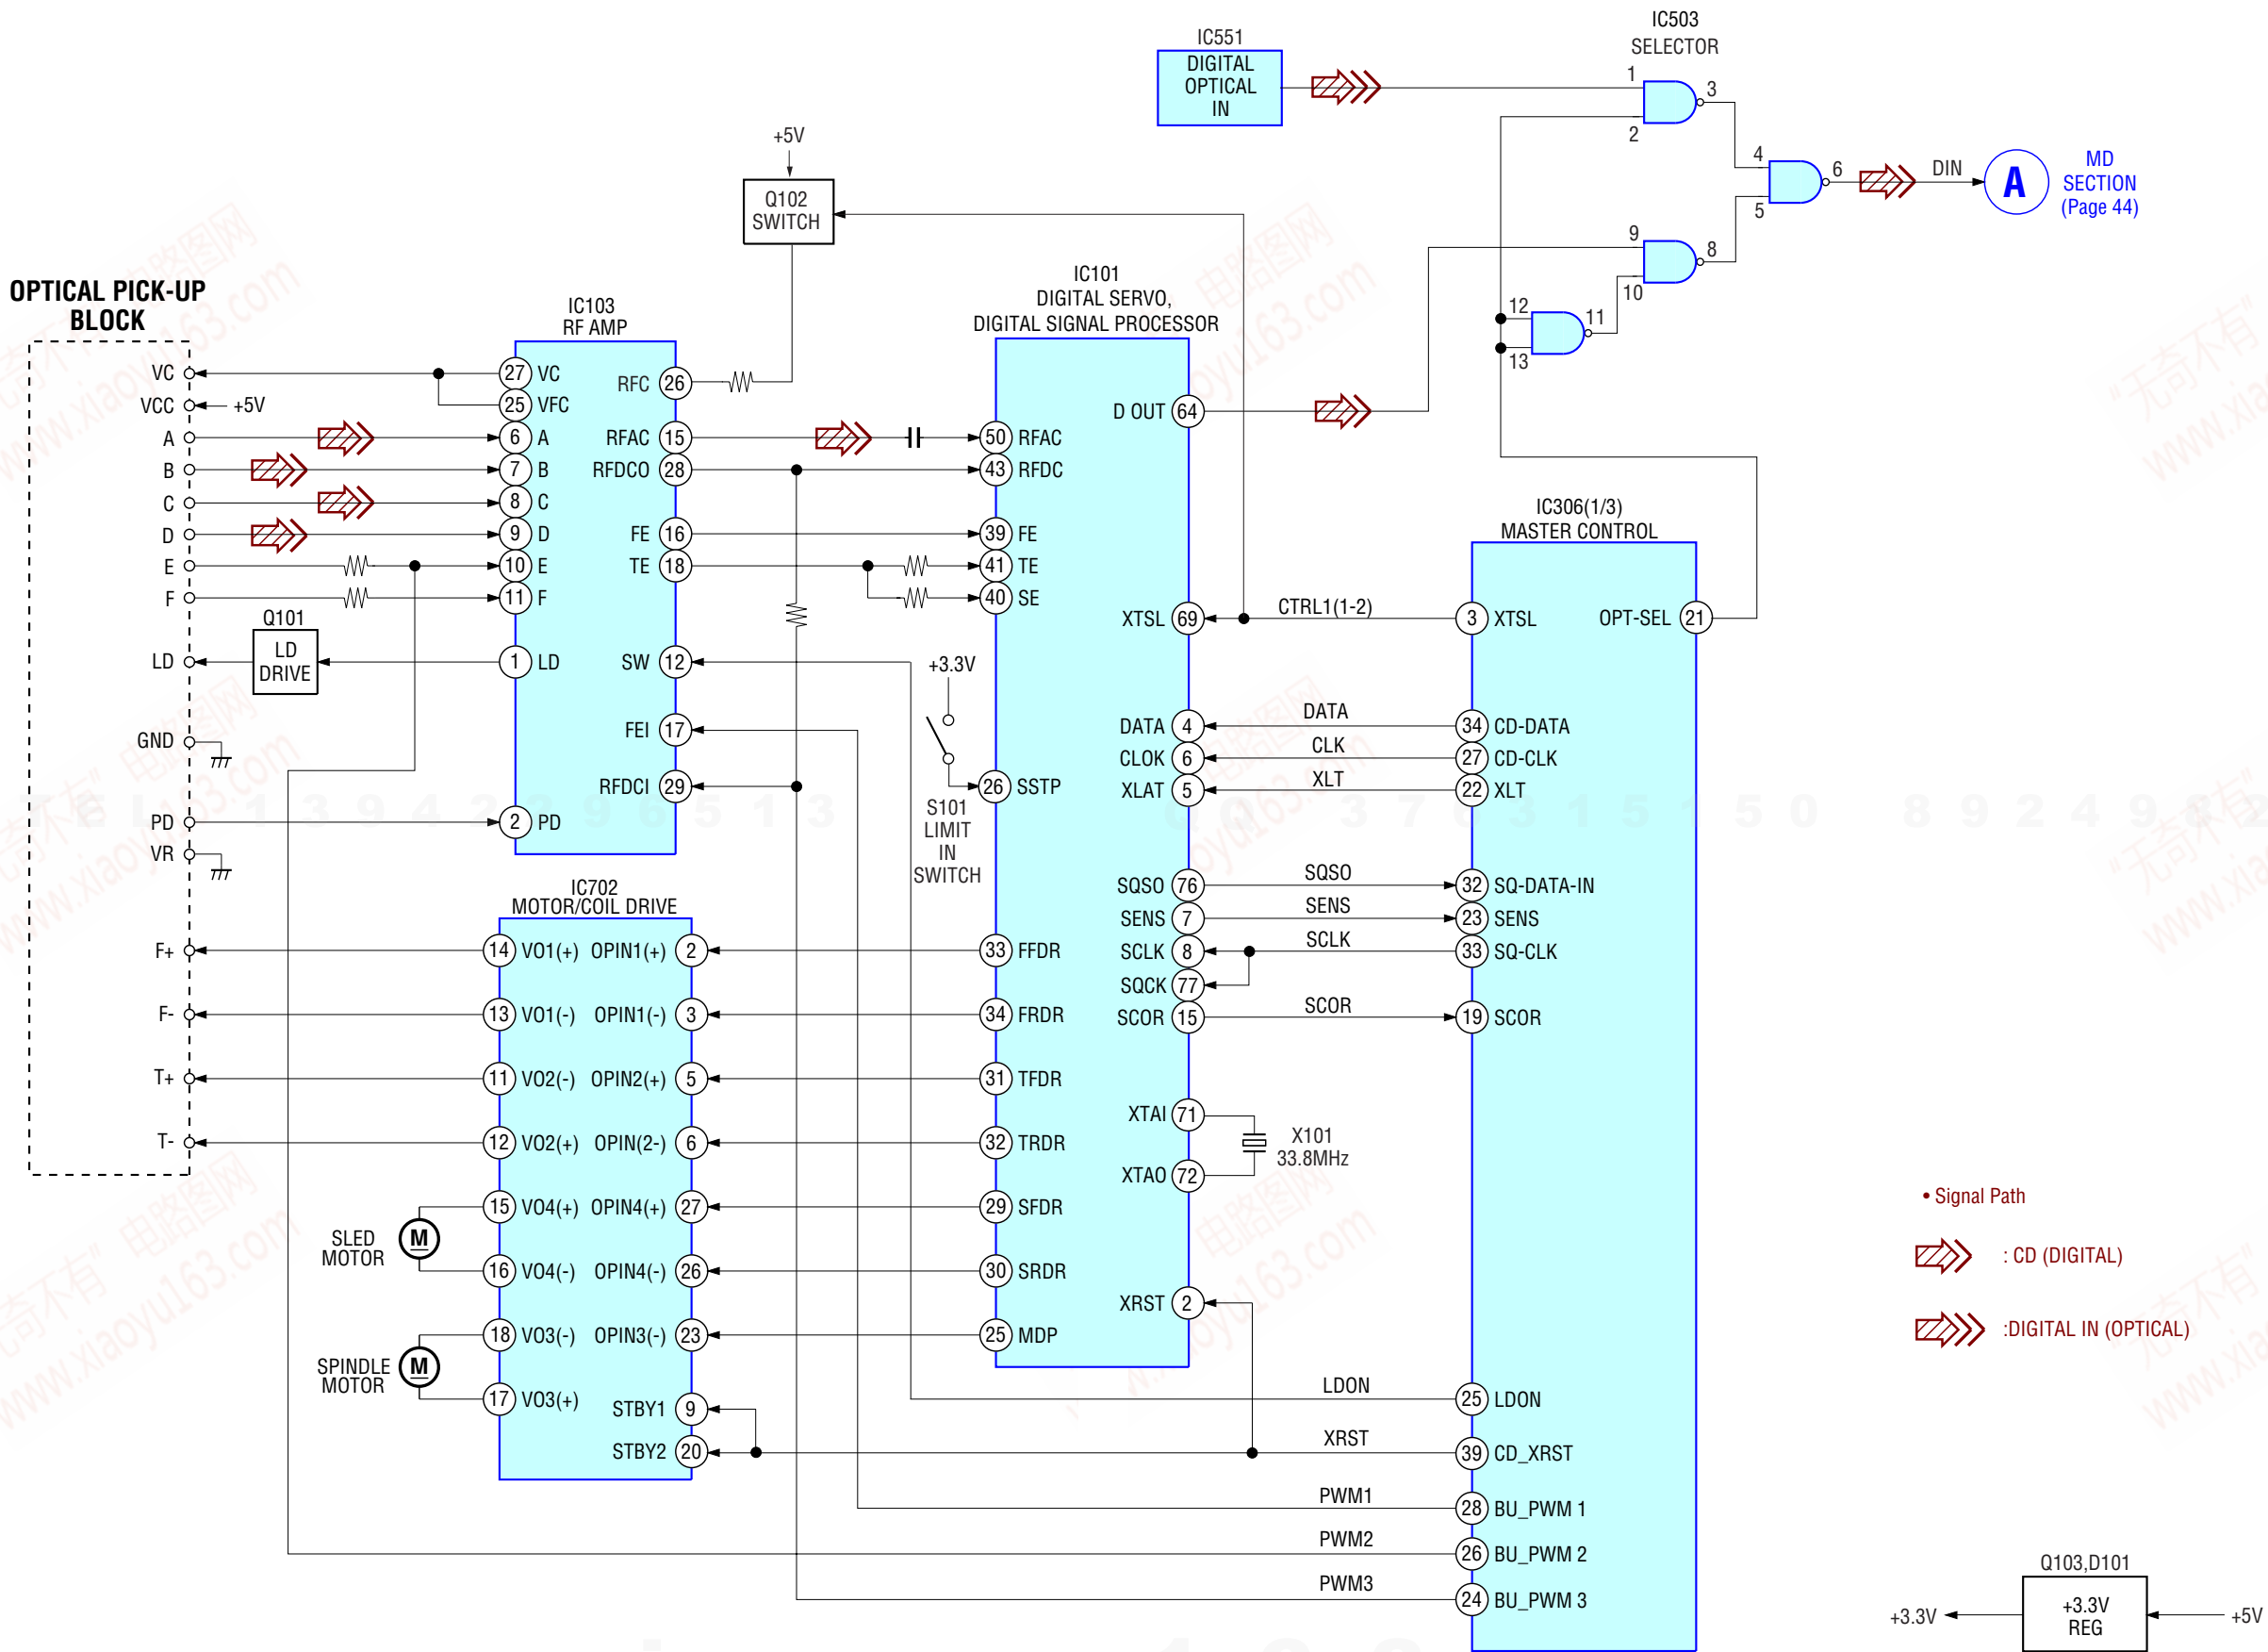 IC503
SELECTOR
IC551
DIGITAL
OPTICAL
IN
1
2
3
4
5
6
DIN
A
MD
SECTION
(Page 44)
9
10
8
12
13
11
+5V
Q102
SWITCH
OPTICAL PICK-UP
BLOCK
VC
VCC
+5V
A
B
C
D
E
F
LD
GND
PD
VR
F+
F-
T+
T-
Q101
LD
DRIVE
IC103
RF AMP
27 VC
25 VFC
6 A
7 B
8 C
9 D
10 E
11 F
1 LD
2 PD
RFC 26
RFAC 15
RFDCO 28
FE 16
TE 18
SW 12
FEI 17
RFDCI 29
IC702
MOTOR/COIL DRIVE
14 VO1(+) OPIN1(+) 2
13 VO1(-) OPIN1(-) 3
11 VO2(-) OPIN2(+) 5
12 VO2(+) OPIN(2-) 6
15 VO4(+) OPIN4(+) 27
16 VO4(-) OPIN4(-) 26
18 VO3(-) OPIN3(-) 23
17 VO3(+)
STBY1 9
STBY2 20
SLED
MOTOR
M
SPINDLE
MOTOR
M
+3.3V
S101
LIMIT
IN
SWITCH
IC101
DIGITAL SERVO,
DIGITAL SIGNAL PROCESSOR
50 RFAC
43 RFDC
39 FE
41 TE
40 SE
26 SSTP
33 FFDR
34 FRDR
31 TFDR
32 TRDR
29 SFDR
30 SRDR
25 MDP
D OUT 64
XTSL 69
DATA 4
CLOK 6
XLAT 5
SQSO 76
SENS 7
SCLK 8
SQCK 77
SCOR 15
XTAI 71
XTAO 72
XRST 2
X101
33.8MHz
CTRL1(1-2)
DATA
CLK
XLT
SQSO
SENS
SCLK
SCOR
LDON
XRST
PWM1
PWM2
PWM3
IC306(1/3)
MASTER CONTROL
3 XTSL
OPT-SEL 21
34 CD-DATA
27 CD-CLK
22 XLT
32 SQ-DATA-IN
23 SENS
33 SQ-CLK
19 SCOR
25 LDON
39 CD_XRST
28 BU_PWM 1
26 BU_PWM 2
24 BU_PWM 3
• Signal Path
: CD (DIGITAL)
:DIGITAL IN (OPTICAL)
Q103,D101
+3.3V
+3.3V
REG
+5V
电路图网
www.xiaoyu163.com